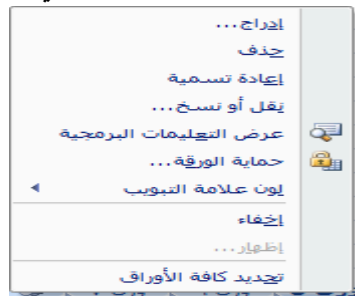 إدراج...
حذف
إعادة تسمية
نقل أو نسخ...
عرض التعليمات البرمجية
حماية الورقة...
لون علامة التبويب
إخفاء
إظهار...
تحديد كافة الأوراق